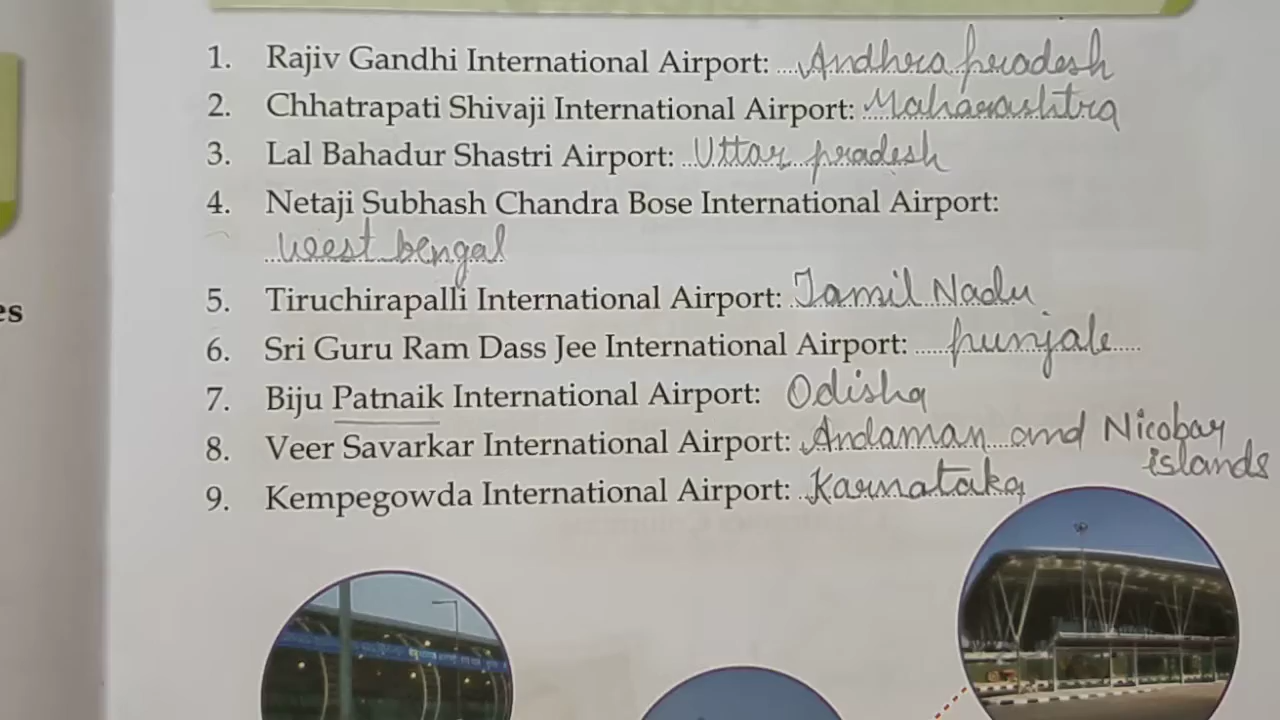 1. Rajiv Gandhi International Airport: Andhra pradesh
2. Chhatrapati Shivaji International Airport: Maharashtra
3. Lal Bahadur Shastri Airport: Uttar pradesh
4. Netaji Subhash Chandra Bose International Airport:
West bengal
5. Tiruchirapalli International Airport: Tamil Nadu
6. Sri Guru Ram Dass Jee International Airport: punjab
7. Biju Patnaik International Airport: Odisha
8. Veer Savarkar International Airport: Andaman and Nicobar
islands
9. Kempegowda International Airport: Karnataka
es